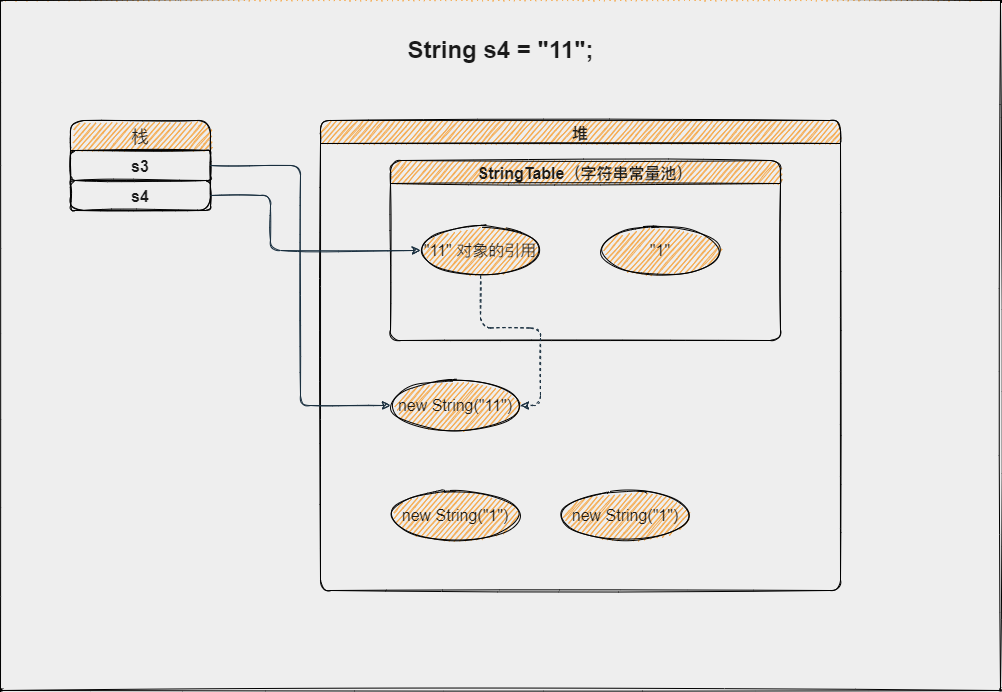 String s4 = "11";
栈
s3
s4
堆
StringTable（字符串常量池）
"11" 对象的引用
"1"
new String("11")
new String("1")
new String("1")